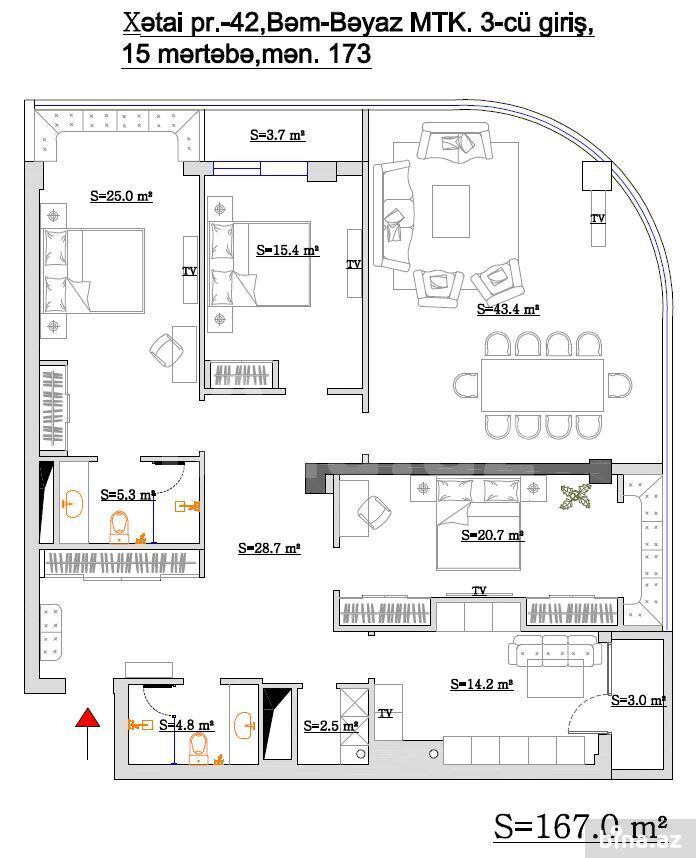 Xətai pr.-42,Bəm-Bəyaz MTK. 3-cü giriş,
15 mərtəbə,mən. 173
S=3.7 m²
S=25.0 m²
TV
S=15.4 m²
TV
TV
S=43.4 m²
S=5.3 m²
S=28.7 m²
S=20.7 m²
TV
S=14.2 m²
S=3.0 m²
TV
S=4.8 m²
S=2.5 m²
S=167.0 m²
bina.az